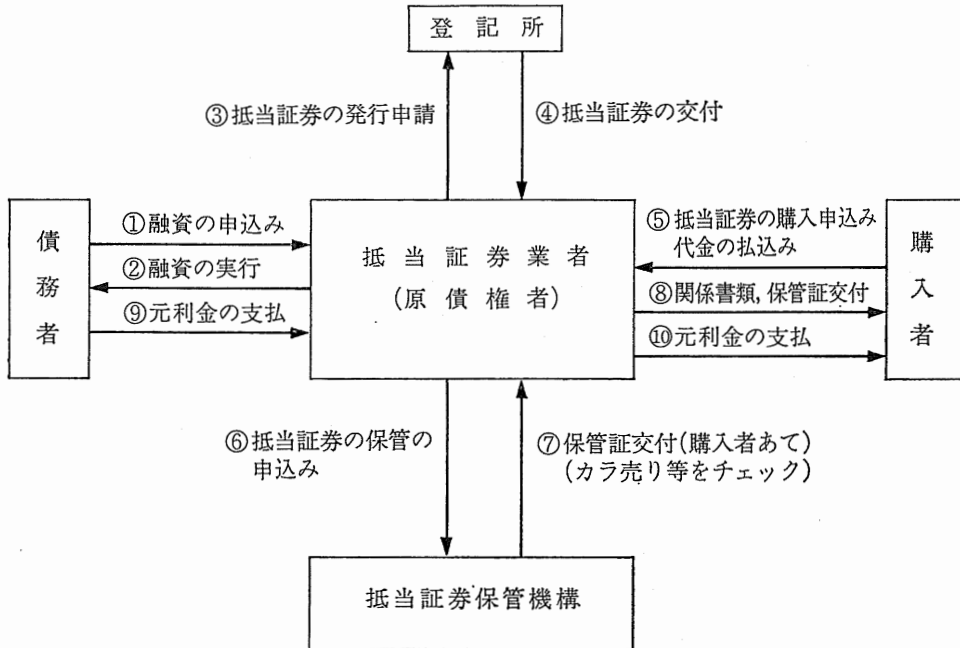 登記所
③抵当証券の発行申請
④抵当証券の交付
債務者
①融資の申込み
②融資の実行
⑨元利金の支払
抵当証券業者
(原債権者)
⑤抵当証券の購入申込み
代金の払込み
⑧関係書類,保管証交付
⑩元利金の支払
購入者
⑥抵当証券の保管の
申込み
⑦保管証交付(購入者あて)
(カラ売り等をチェック)
抵当証券保管機構